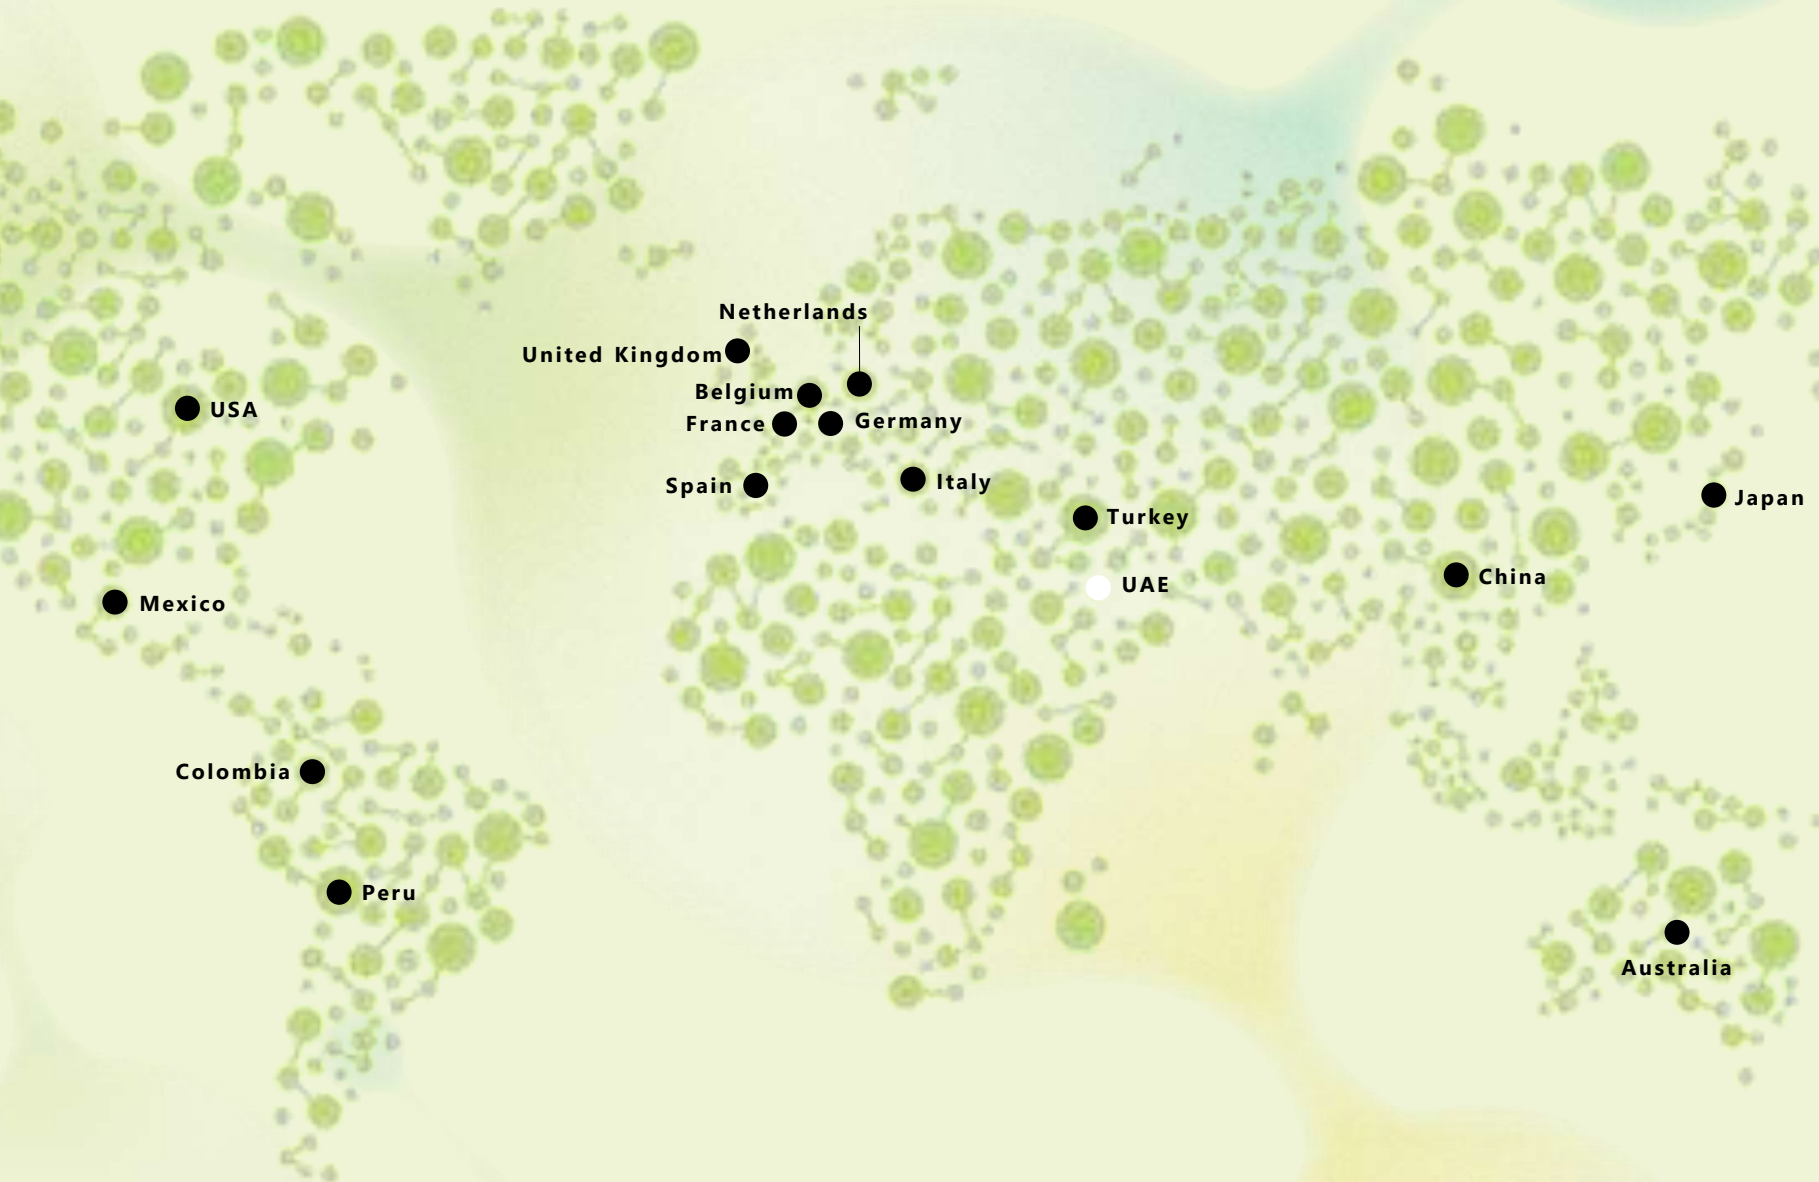 Netherlands
United Kingdom
Belgium
USA
France
Germany
Spain
Italy
Japan
Turkey
China
UAE
Mexico
Colombia
Peru
Australia